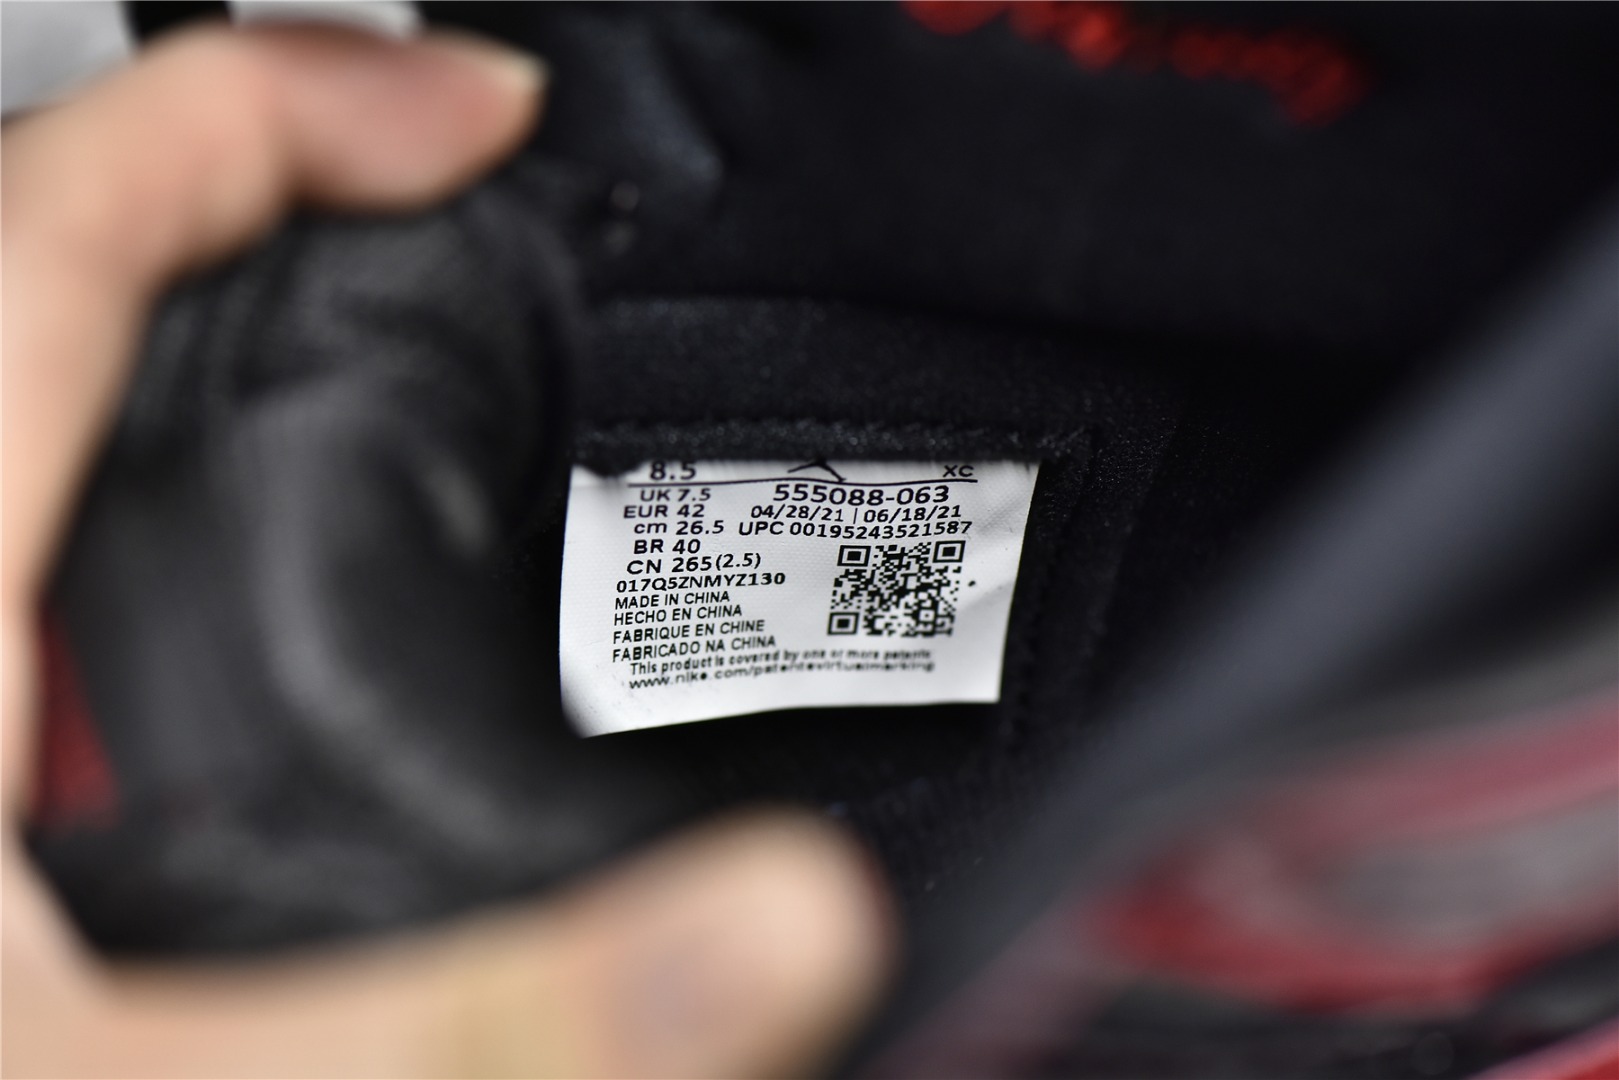 8.5 XC
UK 7.5 555088-063
EUR 42 04/28/21 | 06/18/21
cm 26.5 UPC 00195243521587
BR 40
CN 265(2.5)
017Q5ZNMYZ130
MADE IN CHINA
HECHO EN CHINA
FABRIQUE EN CHINE
FABRICADO NA CHINA
This product is covered by one or more patents
www.nike.com/patentsvirtualmarking